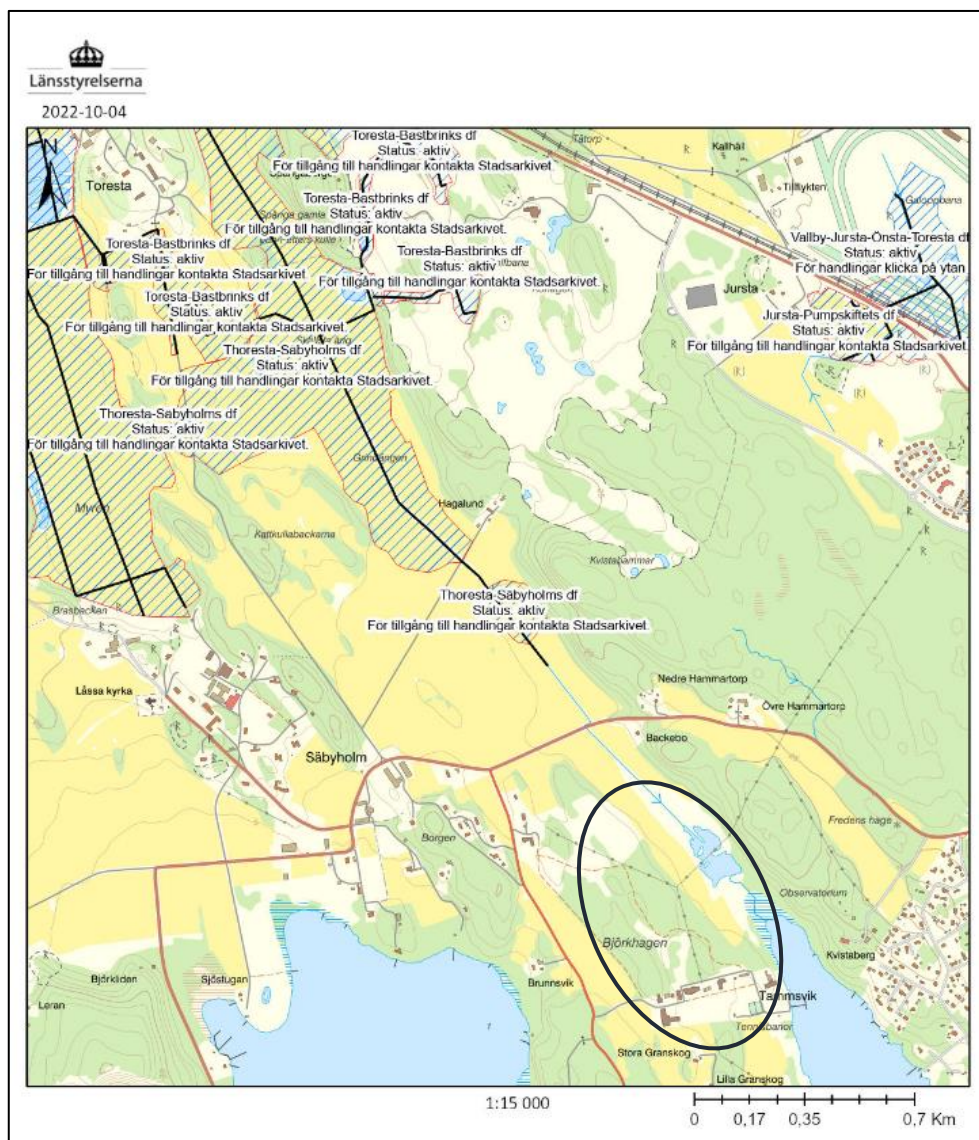 Länsstyrelserna
2022-10-04
N
Toresta-Bastbrinks df
Status: aktiv
För tillgång till handlingar kontakta Stadsarkivet.
Tåtorp
Kallhäll
Tillflykten
Galoppbana
Toresta
Toresta-Bastbrinks df
Status: aktiv
För tillgång till handlingar kontakta Stadsarkivet.
Vallby-Jursta-Önsta-Toresta df
Status: aktiv
För handlingar klicka på ytan
Toresta-Bastbrinks df
Status: aktiv
För tillgång till handlingar kontakta Stadsarkivet
Toresta-Bastbrinks df
Status: aktiv
För tillgång till handlingar kontakta Stadsarkivet.
Toresta-Bastbrinks df
Status: aktiv
För tillgång till handlingar kontakta Stadsarkivet.
Jursta
Jursta-Pumpskiftets df
Status: aktiv
För tillgång till handlingar kontakta Stadsarkivet.
Thoresta-Säbyholms df
Status: aktiv
För tillgång till handlingar kontakta Stadsarkivet.
Thoresta-Säbyholms df
Status: aktiv
För tillgång till handlingar kontakta Stadsarkivet.
Myren
Kattkullabackarna
Hagalund
Kvistabammar
Thoresta-Säbyholms df
Status: aktiv
För tillgång till handlingar kontakta Stadsarkivet.
Brasbacken
Låssa kyrka
Nedre Hammartorp
Övre Hammartorp
Backebo
Säbyholm
Borgen
Fredens hage
Observatorium
Björkhagen
Kvistaberg
Björkliden
Sjöstugan
Brunnsvik
Tammsvik
Leran
Tennisbanor
Stora Granskog
Lilla Granskog
1:15 000
0 0,17 0,35 0,7 Km